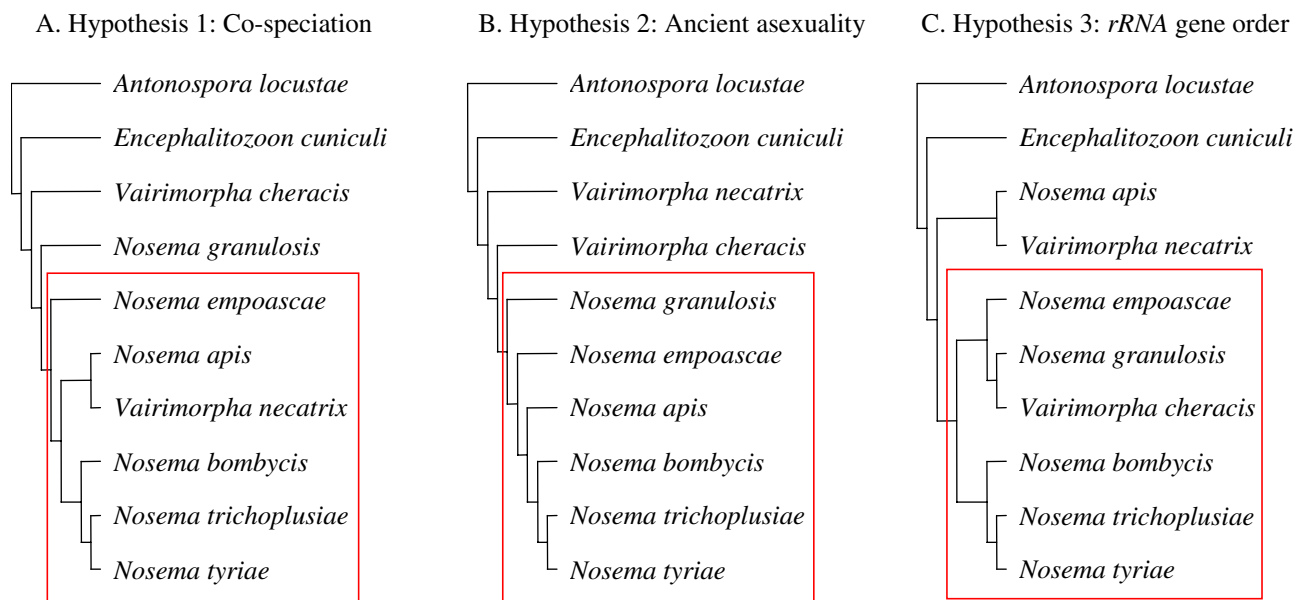 A. Hypothesis 1: Co-speciation
Antonospora locustae
Encephalitozoon cuniculi
Vairimorpha cheracis
Nosema granulosis
Nosema empoascae
Nosema apis
Vairimorpha necatrix
Nosema bombycis
Nosema trichoplusiae
Nosema tyriae
B. Hypothesis 2: Ancient asexuality
Antonospora locustae
Encephalitozoon cuniculi
Vairimorpha necatrix
Vairimorpha cheracis
Nosema granulosis
Nosema empoascae
Nosema apis
Nosema bombycis
Nosema trichoplusiae
Nosema tyriae
C. Hypothesis 3: rRNA gene order
Antonospora locustae
Encephalitozoon cuniculi
Nosema apis
Vairimorpha necatrix
Nosema empoascae
Nosema granulosis
Vairimorpha cheracis
Nosema bombycis
Nosema trichoplusiae
Nosema tyriae